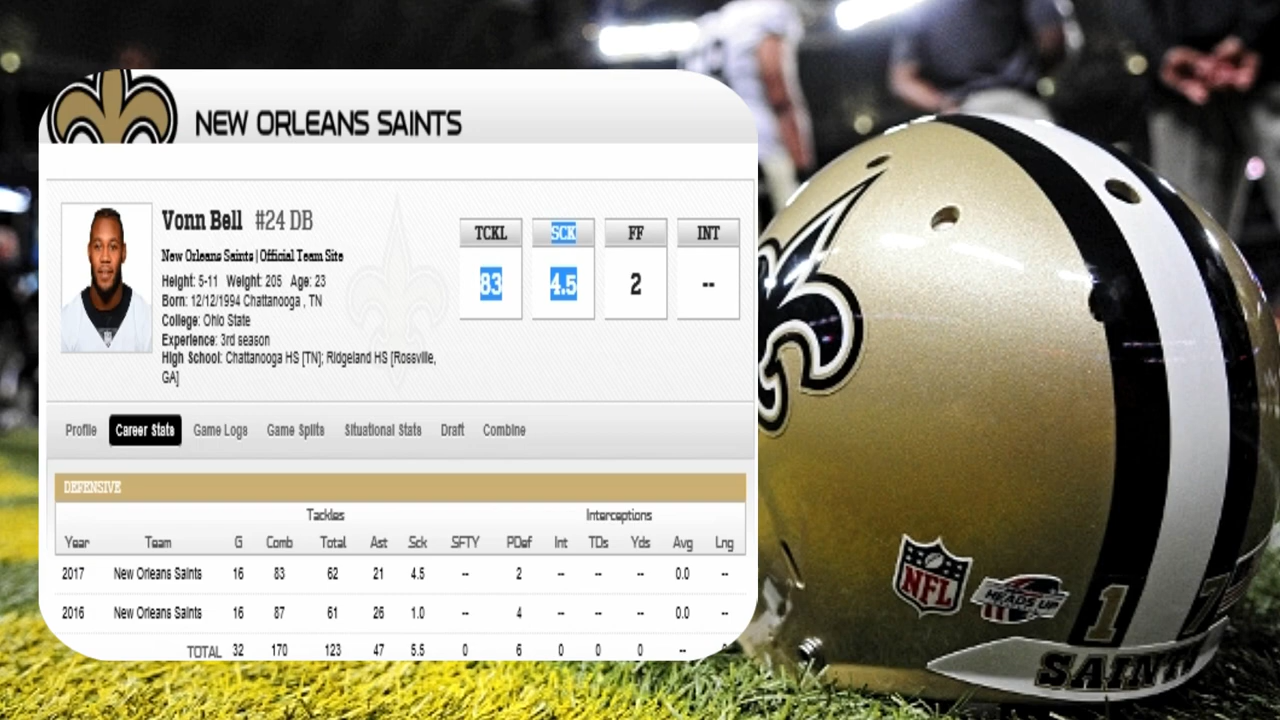 NEW ORLEANS SAINTS
Vonn Bell #24 DB
New Orleans Saints | Official Team Site
Height: 5-11 Weight: 205 Age: 23
Born: 12/12/1994 Chattanooga , TN
College: Ohio State
Experience: 3rd season
High School: Chattanooga HS [TN]; Ridgeland HS [Rossville,
GA]
TCKL SCK FF INT
83 4.5 2 --
Profile Career Stats Game Logs Game Splits Situational Stats Draft Combine
DEFENSIVE
Tackles Interceptions
Year Team G Comb Total Ast Sck SFTY PDef Int TDs Yds Avg Lng
2017 New Orleans Saints 16 83 62 21 4.5 -- 2 -- -- -- 0.0 --
2016 New Orleans Saints 16 87 61 26 1.0 -- 4 -- -- -- 0.0 --
TOTAL 32 170 123 47 5.5 0 6 0 0 0 -- 0
NFL
HEADS UP
1 7
SAINTS